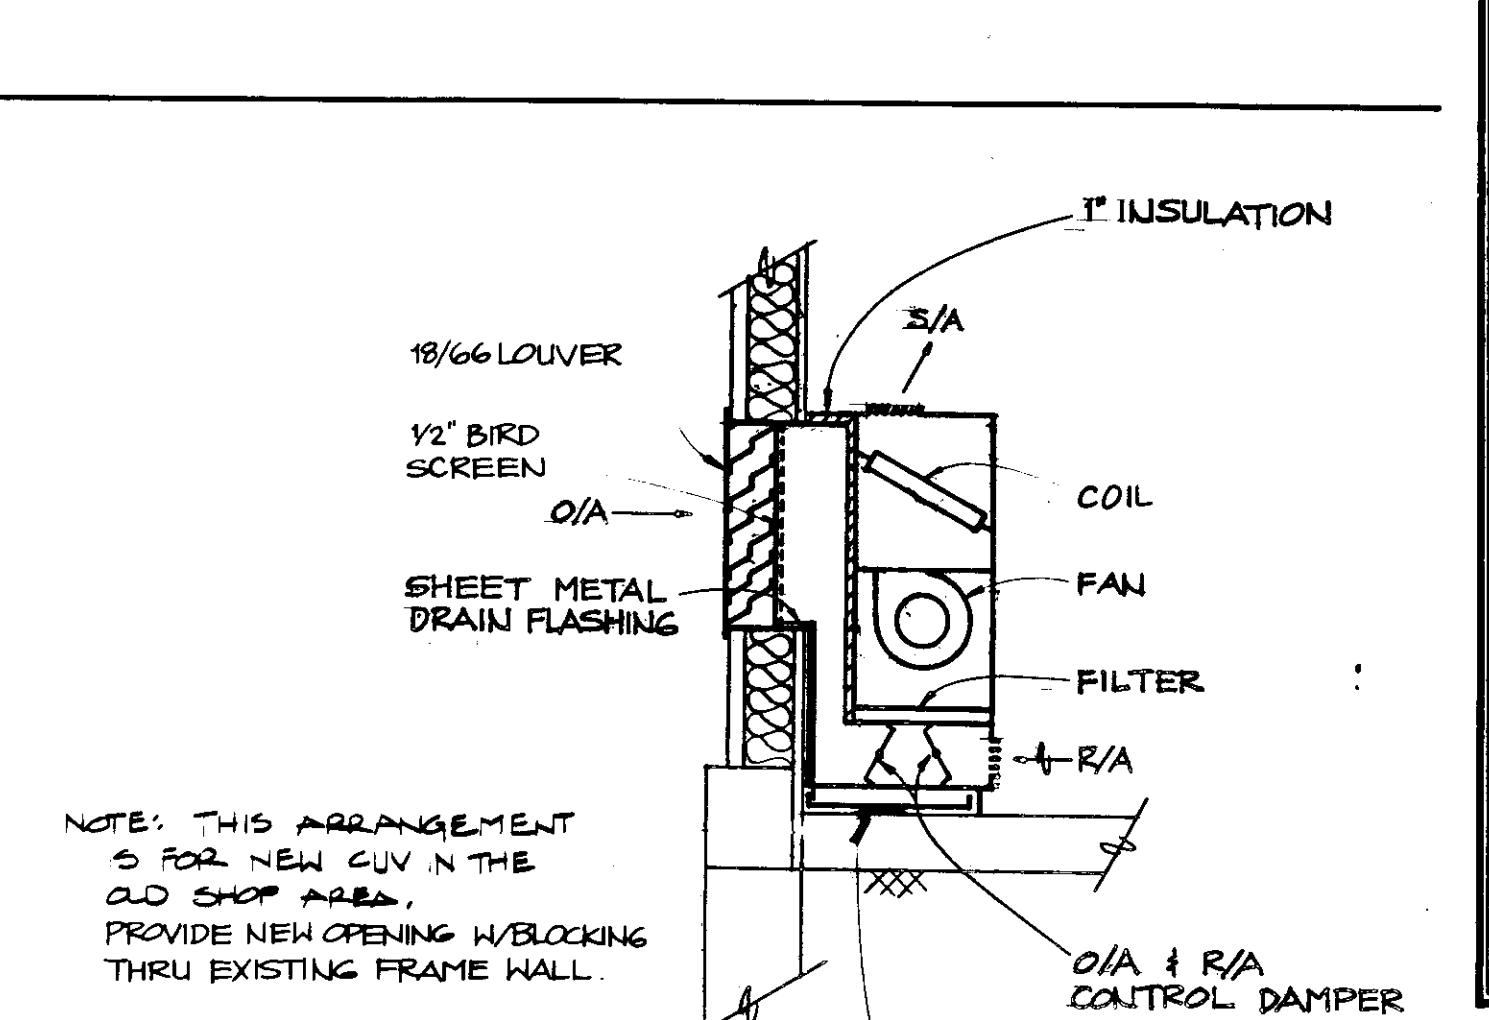 1" INSULATION
S/A
18/66 LOUVER
1/2" BIRD
SCREEN
O/A
COIL
SHEET METAL
DRAIN FLASHING
FAN
FILTER
R/A
NOTE: THIS ARRANGEMENT
S FOR NEW CUV IN THE
OLD SHOP AREA.
PROVIDE NEW OPENING W/BLOCKING
THRU EXISTING FRAME WALL.
O/A & R/A
CONTROL DAMPER